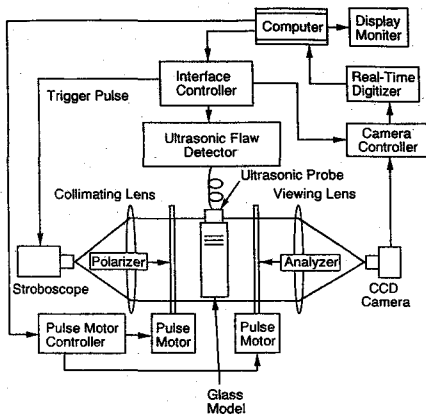 Computer
Display
Moniter
Interface
Controller
Real-Time
Digitizer
Trigger Pulse
Ultrasonic Flaw
Detector
Camera
Controller
Ultrasonic Probe
Collimating Lens
Viewing Lens
Polarizer
Analyzer
Stroboscope
CCD
Camera
Pulse Motor
Controller
Pulse
Motor
Pulse
Motor
Glass
Model